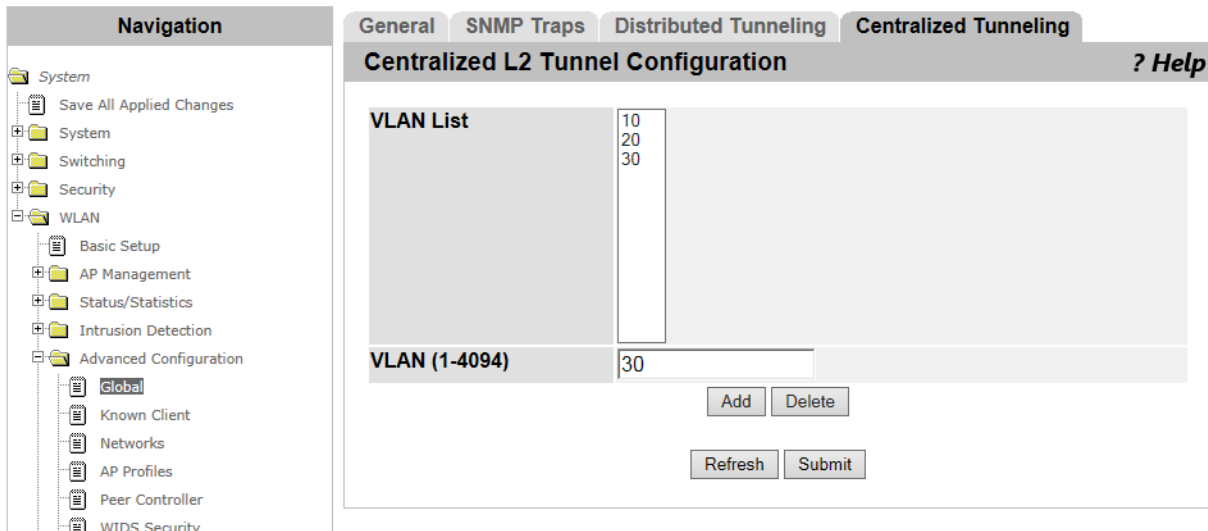 Navigation
System
Save All Applied Changes
System
Switching
Security
WLAN
Basic Setup
AP Management
Status/Statistics
Intrusion Detection
Advanced Configuration
Global
Known Client
Networks
AP Profiles
Peer Controller
WIDS Security
General SNMP Traps Distributed Tunneling Centralized Tunneling
Centralized L2 Tunnel Configuration ? Help
VLAN List
10
20
30
VLAN (1-4094) 30
Add Delete
Refresh Submit